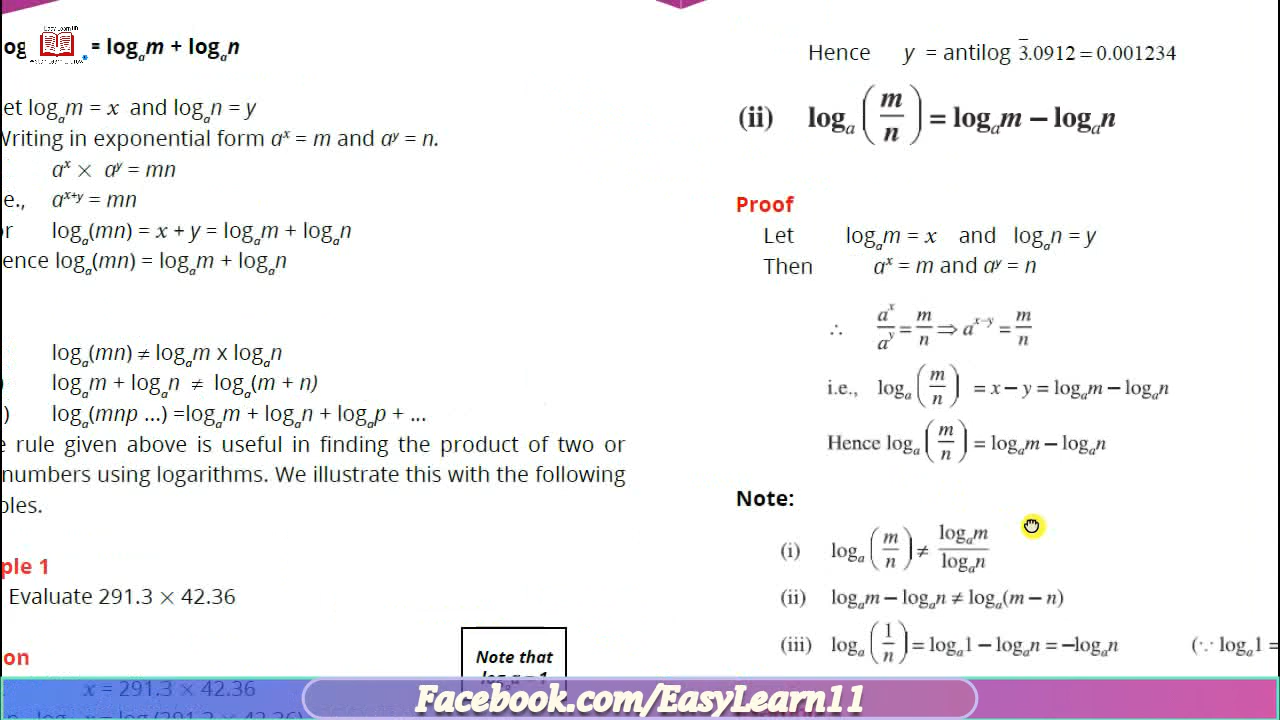 = logₐm + logₐn
et logₐm = x and logₐn = y
Writing in exponential form aˣ = m and aʸ = n.
aˣ × aʸ = mn
e., aˣ⁺ʸ = mn
or logₐ(mn) = x + y = logₐm + logₐn
ence logₐ(mn) = logₐm + logₐn
logₐ(mn) ≠ logₐm x logₐn
logₐm + logₐn ≠ logₐ(m + n)
) logₐ(mnp ...) =logₐm + logₐn + logₐp + ...
e rule given above is useful in finding the product of two or
numbers using logarithms. We illustrate this with the following
ples.
ple 1
Evaluate 291.3 × 42.36
on
x = 291.3 × 42.36
Note that
Hence y = antilog 3̅.0912 = 0.001234
(ii) logₐ(m/n) = logₐm − logₐn
Proof
Let logₐm = x and logₐn = y
Then aˣ = m and aʸ = n
∴ aˣ/aʸ = m/n ⇒ aˣ⁻ʸ = m/n
i.e., logₐ(m/n) = x − y = logₐm − logₐn
Hence logₐ(m/n) = logₐm − logₐn
Note:
(i) logₐ(m/n) ≠ logₐm/logₐn
(ii) logₐm − logₐn ≠ logₐ(m − n)
(iii) logₐ(1/n) = logₐ1 − logₐn = −logₐn (∵ logₐ1 =
Facebook.com/EasyLearn11